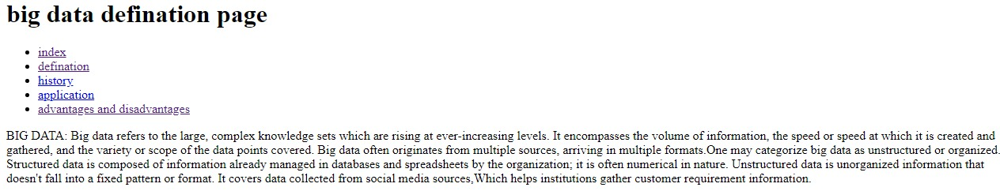 big data defination page
index
defination
history
application
advantages and disadvantages
BIG DATA: Big data refers to the large, complex knowledge sets which are rising at ever-increasing levels. It encompasses the volume of information, the speed or speed at which it is created and
gathered, and the variety or scope of the data points covered. Big data often originates from multiple sources, arriving in multiple formats.One may categorize big data as unstructured or organized.
Structured data is composed of information already managed in databases and spreadsheets by the organization; it is often numerical in nature. Unstructured data is unorganized information that
doesn't fall into a fixed pattern or format. It covers data collected from social media sources,Which helps institutions gather customer requirement information.